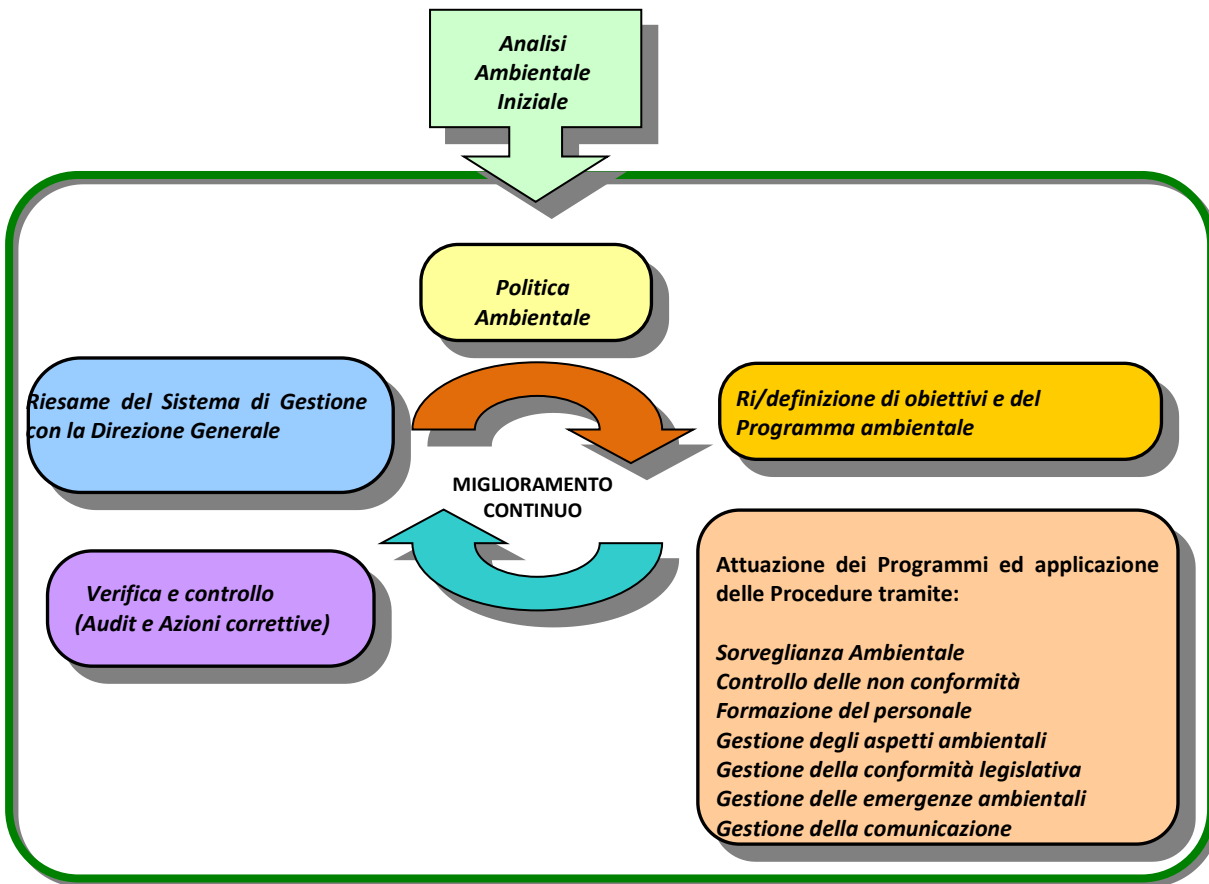 Analisi
Ambientale
Iniziale
Politica
Ambientale
Riesame del Sistema di Gestione
con la Direzione Generale
Ri/definizione di obiettivi e del
Programma ambientale
MIGLIORAMENTO
CONTINUO
Verifica e controllo
(Audit e Azioni correttive)
Attuazione dei Programmi ed applicazione
delle Procedure tramite:
Sorveglianza Ambientale
Controllo delle non conformità
Formazione del personale
Gestione degli aspetti ambientali
Gestione della conformità legislativa
Gestione delle emergenze ambientali
Gestione della comunicazione